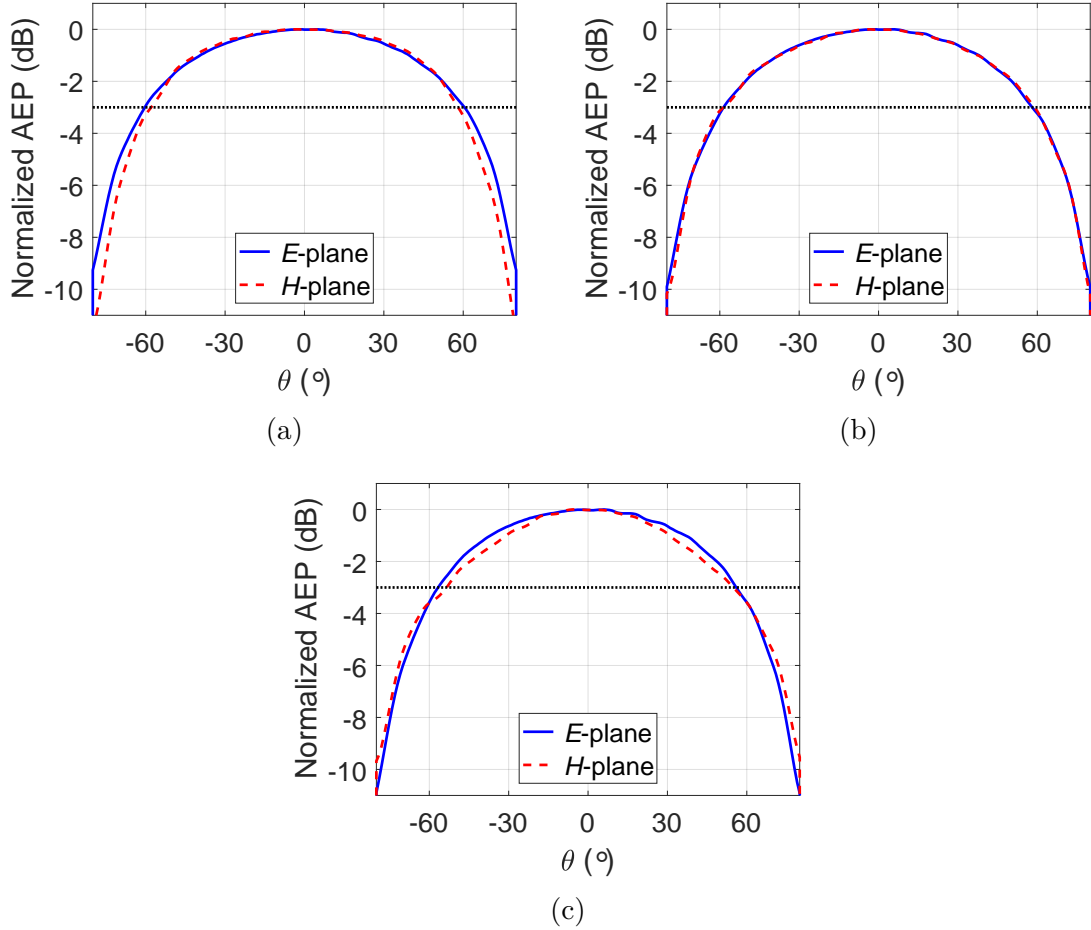 Normalized AEP (dB)
0
-2
-4
-6
-8
-10
E-plane
H-plane
-60 -30 0 30 60
θ (°)
(a)
Normalized AEP (dB)
0
-2
-4
-6
-8
-10
E-plane
H-plane
-60 -30 0 30 60
θ (°)
(b)
Normalized AEP (dB)
0
-2
-4
-6
-8
-10
E-plane
H-plane
-60 -30 0 30 60
θ (°)
(c)